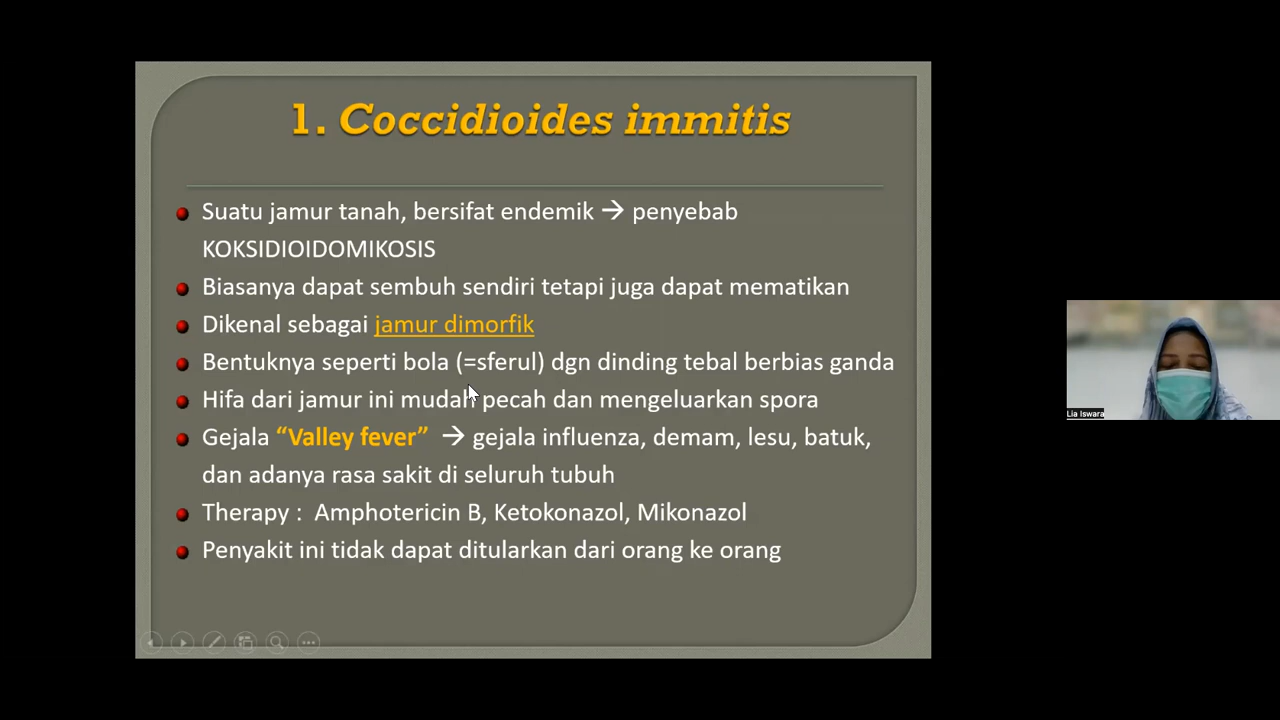 1. Coccidioides immitis
Suatu jamur tanah, bersifat endemik → penyebab
KOKSIDIOIDOMIKOSIS
Biasanya dapat sembuh sendiri tetapi juga dapat mematikan
Dikenal sebagai jamur dimorfik
Bentuknya seperti bola (=sferul) dgn dinding tebal berbias ganda
Hifa dari jamur ini mudah pecah dan mengeluarkan spora
Gejala “Valley fever” → gejala influenza, demam, lesu, batuk,
dan adanya rasa sakit di seluruh tubuh
Therapy : Amphotericin B, Ketokonazol, Mikonazol
Penyakit ini tidak dapat ditularkan dari orang ke orang
Lia Iswara